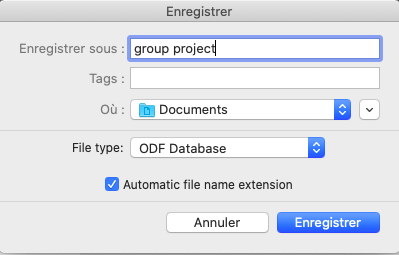 Enregistrer
Enregistrer sous : group project
Tags :
Où : Documents
File type: ODF Database
Automatic file name extension
Annuler Enregistrer